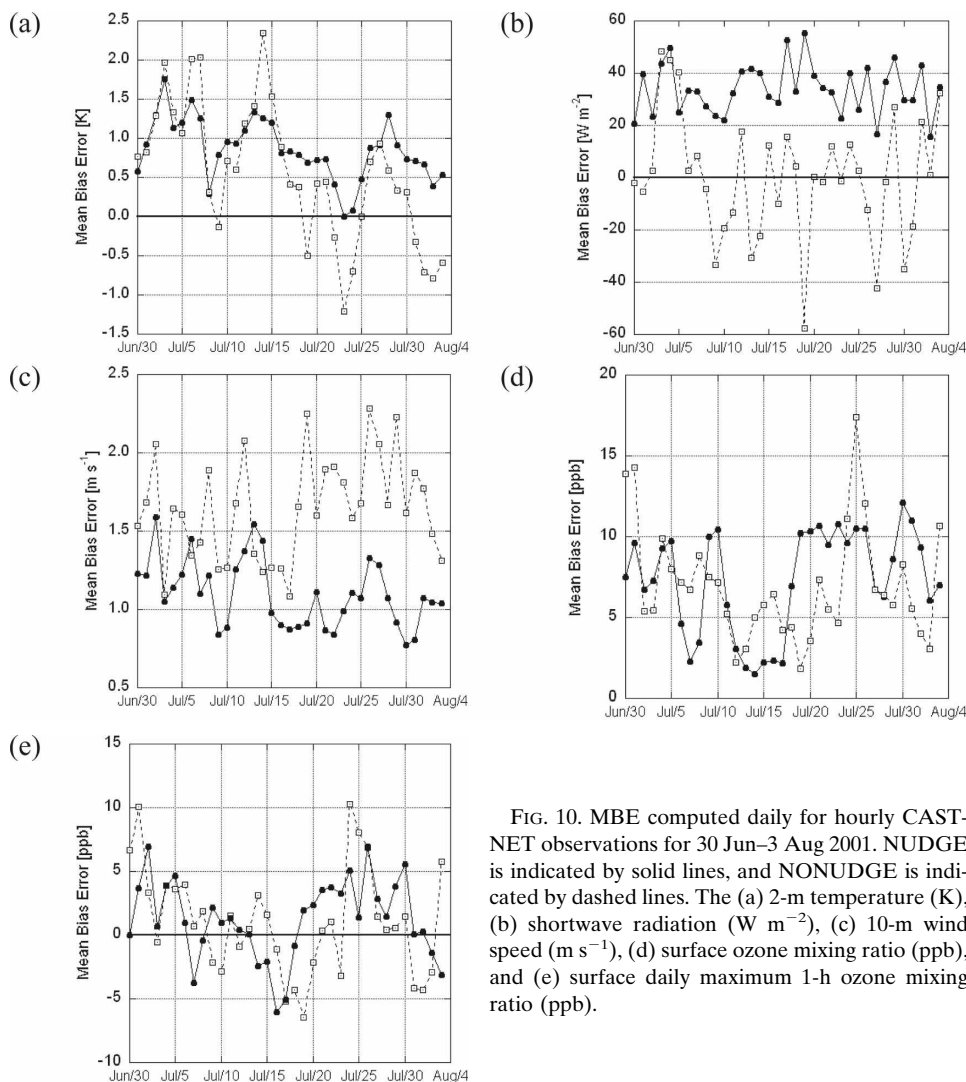 (a)
2.5
2.0
1.5
1.0
0.5
0.0
-0.5
-1.0
-1.5
Mean Bias Error [K]
Jun/30 Jul/5 Jul/10 Jul/15 Jul/20 Jul/25 Jul/30 Aug/4
(b)
60
40
20
0
-20
-40
-60
Mean Bias Error [W m⁻²]
Jun/30 Jul/5 Jul/10 Jul/15 Jul/20 Jul/25 Jul/30 Aug/4
(c)
2.5
2.0
1.5
1.0
0.5
Mean Bias Error [m s⁻¹]
Jun/30 Jul/5 Jul/10 Jul/15 Jul/20 Jul/25 Jul/30 Aug/4
(d)
20
15
10
5
0
Mean Bias Error [ppb]
Jun/30 Jul/5 Jul/10 Jul/15 Jul/20 Jul/25 Jul/30 Aug/4
(e)
15
10
5
0
-5
-10
Mean Bias Error [ppb]
Jun/30 Jul/5 Jul/10 Jul/15 Jul/20 Jul/25 Jul/30 Aug/4
FIG. 10. MBE computed daily for hourly CAST-
NET observations for 30 Jun–3 Aug 2001. NUDGE
is indicated by solid lines, and NONUDGE is indi-
cated by dashed lines. The (a) 2-m temperature (K),
(b) shortwave radiation (W m⁻²), (c) 10-m wind
speed (m s⁻¹), (d) surface ozone mixing ratio (ppb),
and (e) surface daily maximum 1-h ozone mixing
ratio (ppb).